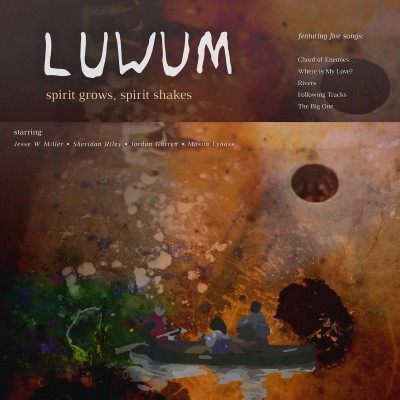 LUWUM
spirit grows, spirit shakes
featuring five songs:
Chord of Enemies
Where is My Love?
Rivers
Following Tracks
The Big One
starring:
Jesse W Miller • Sheridan Riley • Jordan Garrett • Mason Lynass